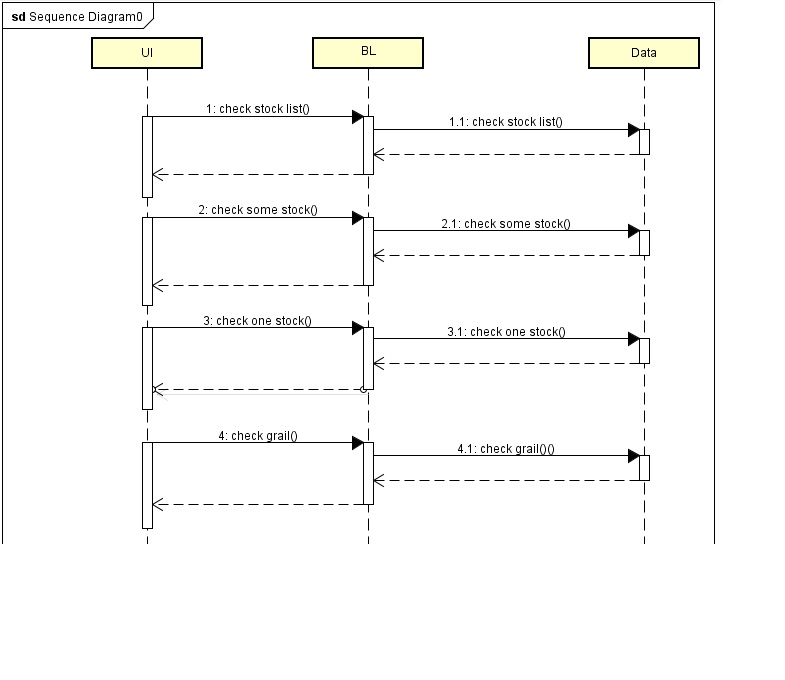 sd Sequence Diagram0
UI
BL
Data
1: check stock list()
1.1: check stock list()
2: check some stock()
2.1: check some stock()
3: check one stock()
3.1: check one stock()
4: check grail()
4.1: check grail()()